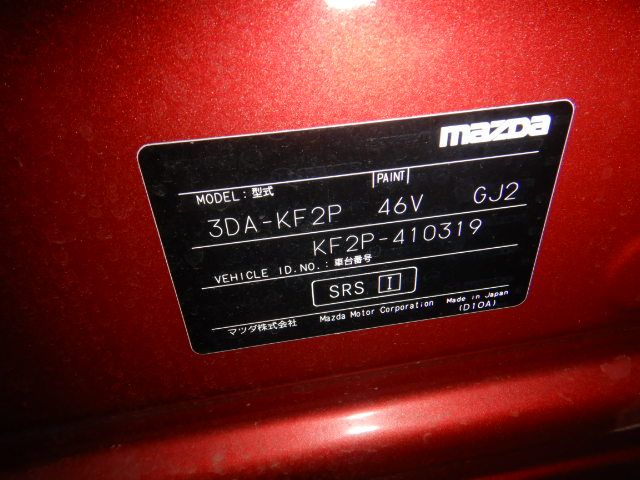 mazda
MODEL: 型式 PAINT
3DA-KF2P 46V GJ2
KF2P-410319
VEHICLE ID.NO.: 車台番号
SRS I
マツダ株式会社 Mazda Motor Corporation Made in Japan
(D10A)